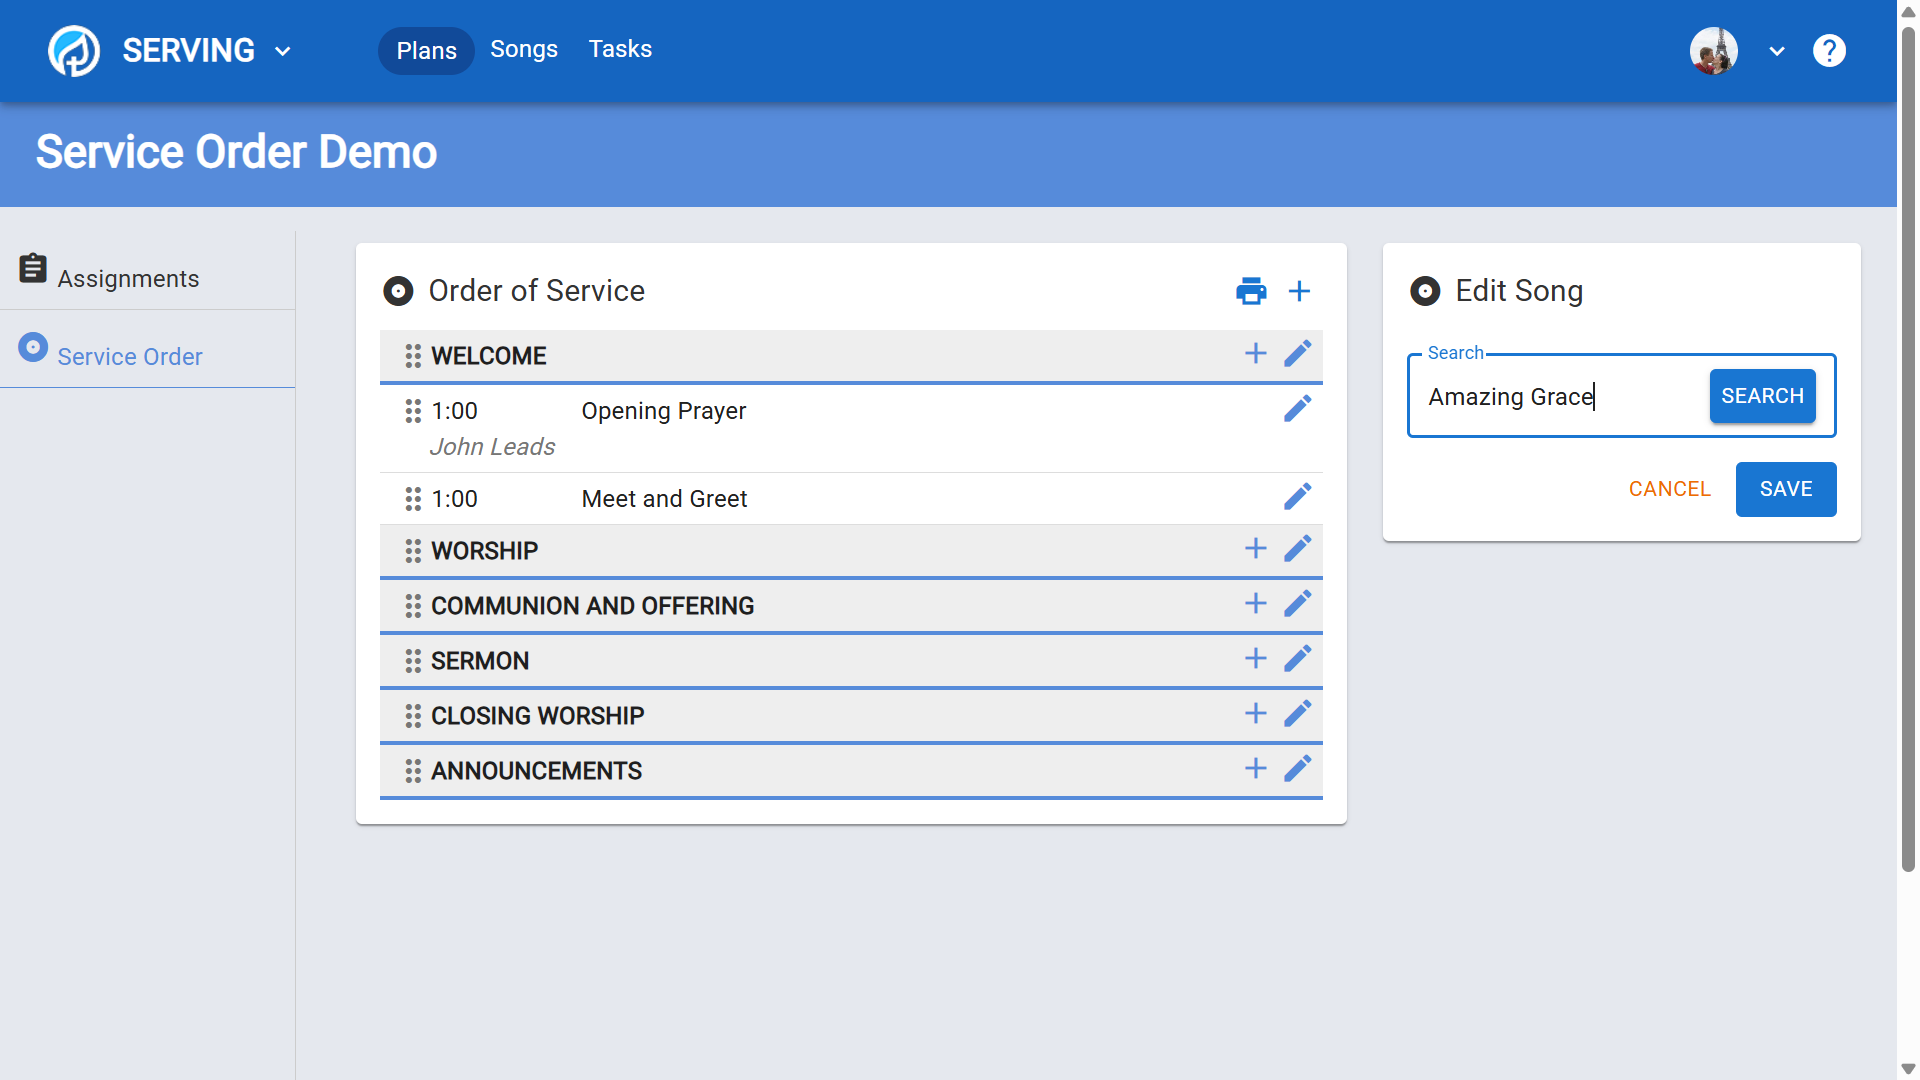 SERVING
Plans
Songs
Tasks
Service Order Demo
Assignments
Service Order
Order of Service
WELCOME
1:00 Opening Prayer
John Leads
1:00 Meet and Greet
WORSHIP
COMMUNION AND OFFERING
SERMON
CLOSING WORSHIP
ANNOUNCEMENTS
Edit Song
Search
Amazing Grace
SEARCH
CANCEL
SAVE